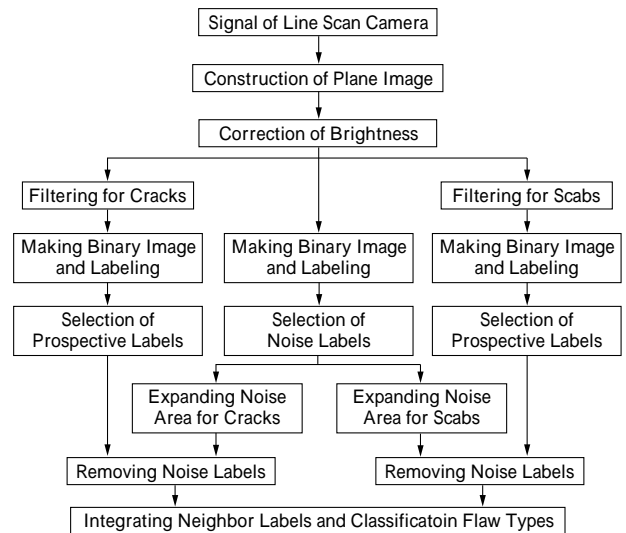 Signal of Line Scan Camera
Construction of Plane Image
Correction of Brightness
Filtering for Cracks
Filtering for Scabs
Making Binary Image
and Labeling
Making Binary Image
and Labeling
Making Binary Image
and Labeling
Selection of
Prospective Labels
Selection of
Noise Labels
Selection of
Prospective Labels
Expanding Noise
Area for Cracks
Expanding Noise
Area for Scabs
Removing Noise Labels
Removing Noise Labels
Integrating Neighbor Labels and Classificatoin Flaw Types